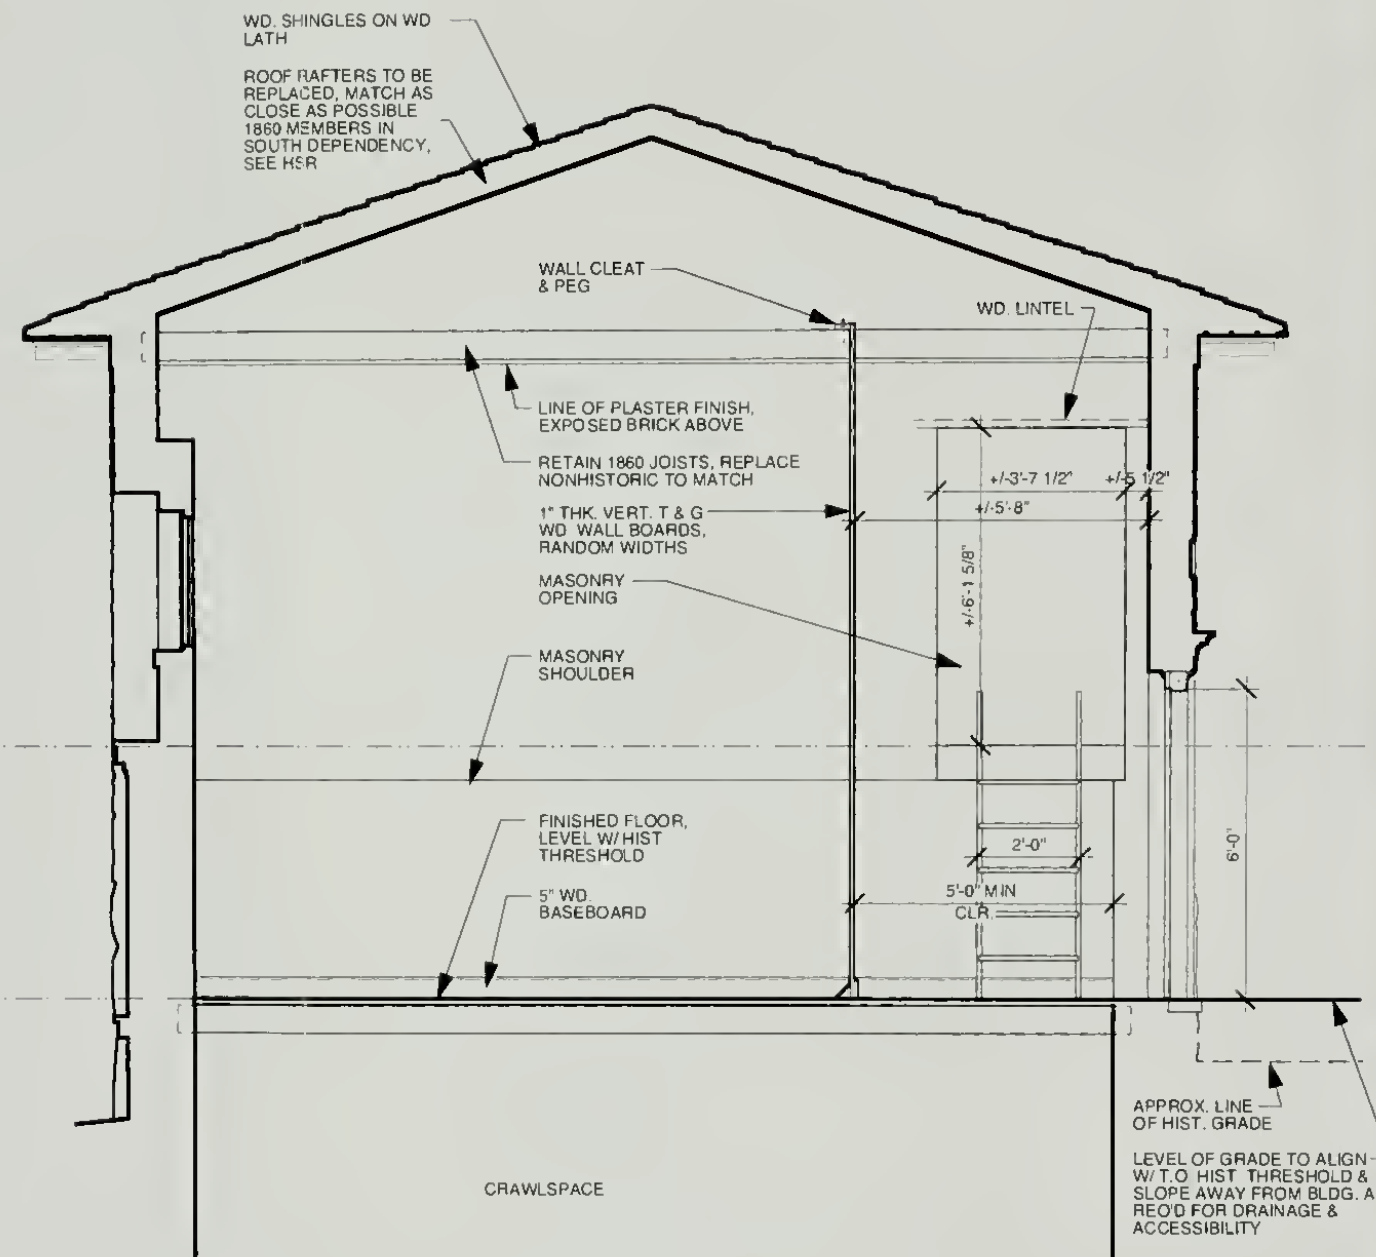 WD. SHINGLES ON WD
LATH
ROOF RAFTERS TO BE
REPLACED, MATCH AS
CLOSE AS POSSIBLE
1860 MEMBERS IN
SOUTH DEPENDENCY,
SEE HSR
WALL CLEAT
& PEG
WD. LINTEL
LINE OF PLASTER FINISH,
EXPOSED BRICK ABOVE
RETAIN 1860 JOISTS, REPLACE
NONHISTORIC TO MATCH
1" THK. VERT. T & G
WD WALL BOARDS,
RANDOM WIDTHS
MASONRY
OPENING
MASONRY
SHOULDER
+/-3'-7 1/2"
+/-5 1/2"
+/-5'-8"
+/-6'-1 5/8"
FINISHED FLOOR,
LEVEL W/ HIST
THRESHOLD
5" WD.
BASEBOARD
2'-0"
5'-0" MIN
CLR.
6'-0"
APPROX. LINE
OF HIST. GRADE
LEVEL OF GRADE TO ALIGN
W/ T.O HIST THRESHOLD &
SLOPE AWAY FROM BLDG. A
REQ'D FOR DRAINAGE &
ACCESSIBILITY
CRAWLSPACE